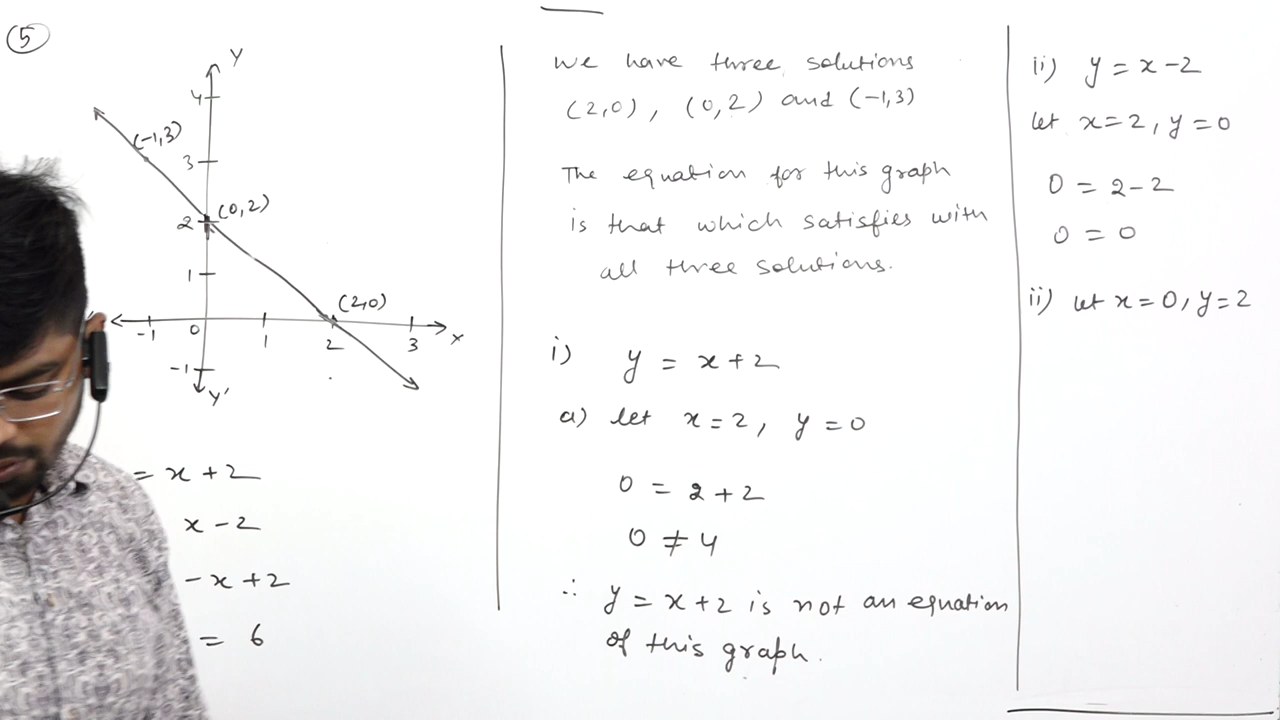 5
Y
4
(-1,3)
3
2
(0,2)
1
(2,0)
-1
0
1
2
3
x
-1
Y'
= x + 2
x - 2
- x + 2
= 6
We have three solutions
(2,0), (0,2) and (-1,3)
The equation for this graph
is that which satisfies with
all three solutions.
i) y = x + 2
a) let x = 2, y = 0
0 = 2 + 2
0 ≠ 4
∴ y = x + 2 is not an equation
of this graph.
ii) y = x - 2
let x = 2, y = 0
0 = 2 - 2
0 = 0
ii) let x = 0, y = 2